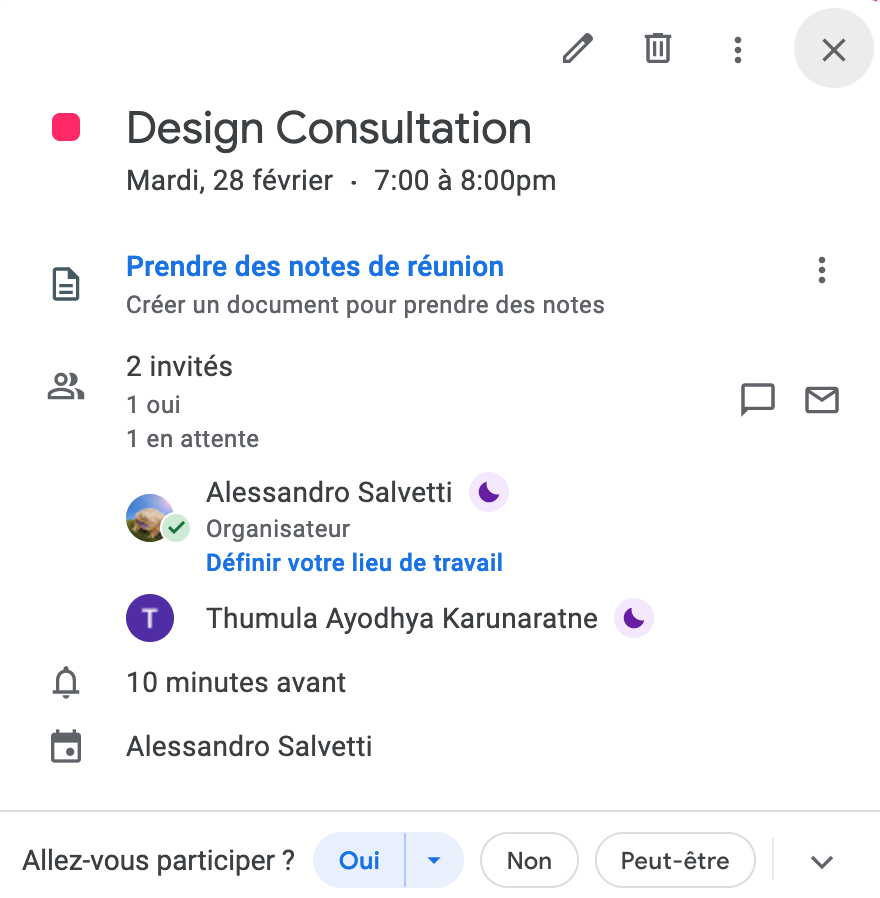 Design Consultation
Mardi, 28 février · 7:00 à 8:00pm
Prendre des notes de réunion
Créer un document pour prendre des notes
2 invités
1 oui
1 en attente
Alessandro Salvetti
Organisateur
Définir votre lieu de travail
T Thumula Ayodhya Karunaratne
10 minutes avant
Alessandro Salvetti
Allez-vous participer ? Oui Non Peut-être